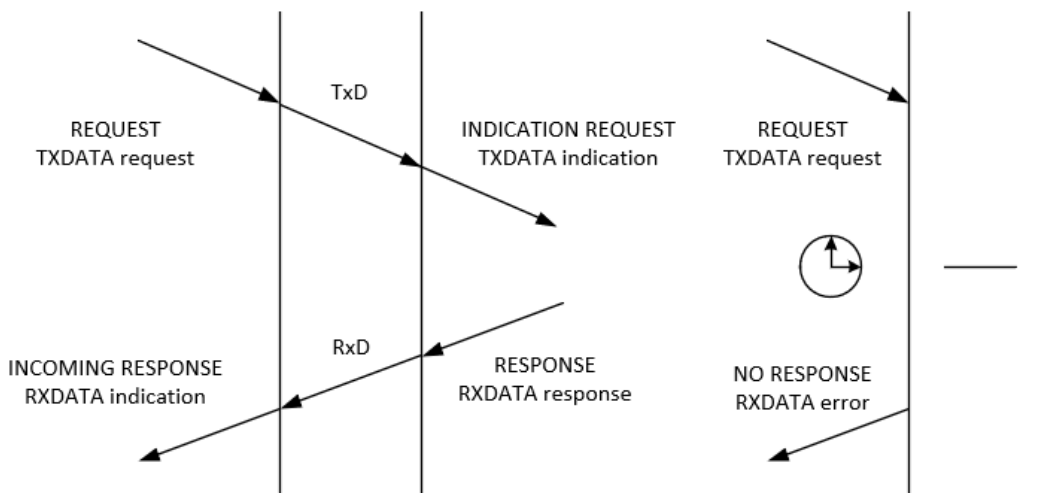 TxD
REQUEST
TXDATA request
INDICATION REQUEST
TXDATA indication
REQUEST
TXDATA request
RxD
INCOMING RESPONSE
RXDATA indication
RESPONSE
RXDATA response
NO RESPONSE
RXDATA error